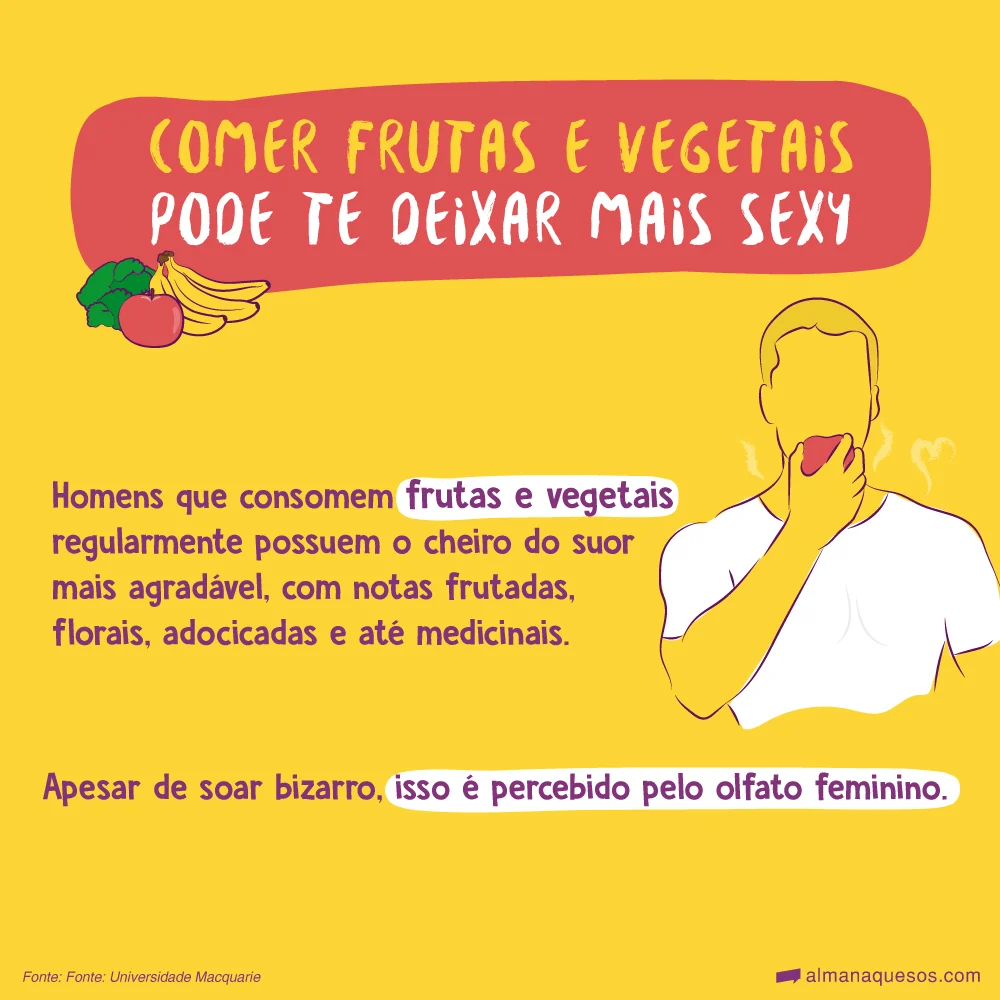 COMER FRUTAS E VEGETAIS
PODE TE DEIXAR MAIS SEXY
Homens que consomem frutas e vegetais
regularmente possuem o cheiro do suor
mais agradável, com notas frutadas,
florais, adocicadas e até medicinais.
Apesar de soar bizarro, isso é percebido pelo olfato feminino.
Fonte: Fonte: Universidade Macquarie
almanaquesos.com